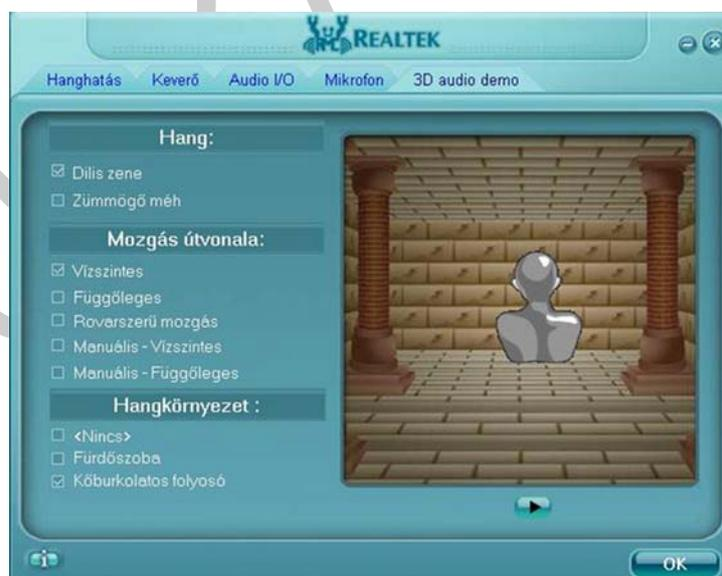 REALTEK
Hanghatás Keverő Audio I/O Mikrofon 3D audio demo
Hang:
Dilis zene
Zümmögő méh
Mozgás útvonala:
Vízszintes
Függőleges
Rovarszerű mozgás
Manuális - Vízszintes
Manuális - Függőleges
Hangkörnyezet :
<Nincs>
Fürdőszoba
Kőburkolatos folyosó
OK